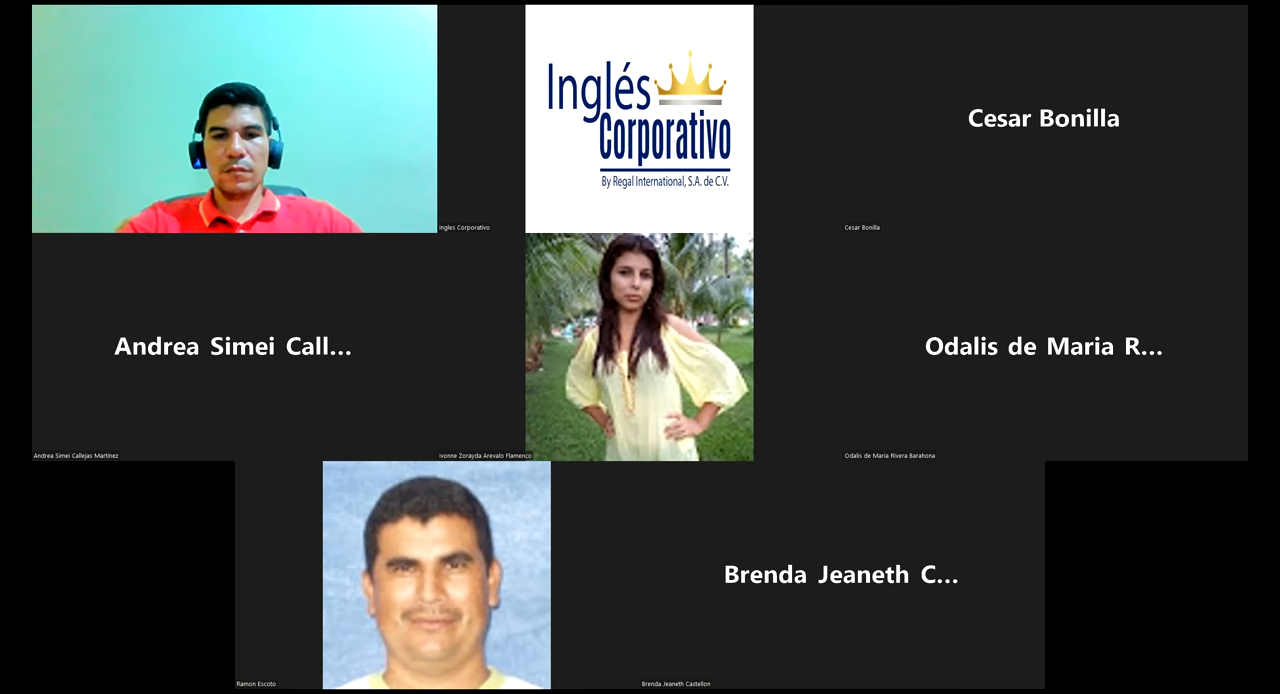 Inglés
Corporativo
By Regal International, S.A. de C.V.
Cesar Bonilla
Ingles Corporativo
Cesar Bonilla
Andrea Simei Call...
Odalis de Maria R...
Andrea Simei Callejas Martinez
Ivonne Zorayda Arevalo Flamenco
Odalis de Maria Rivera Barahona
Brenda Jeaneth C...
Ramon Escoto
Brenda Jeaneth Castellon